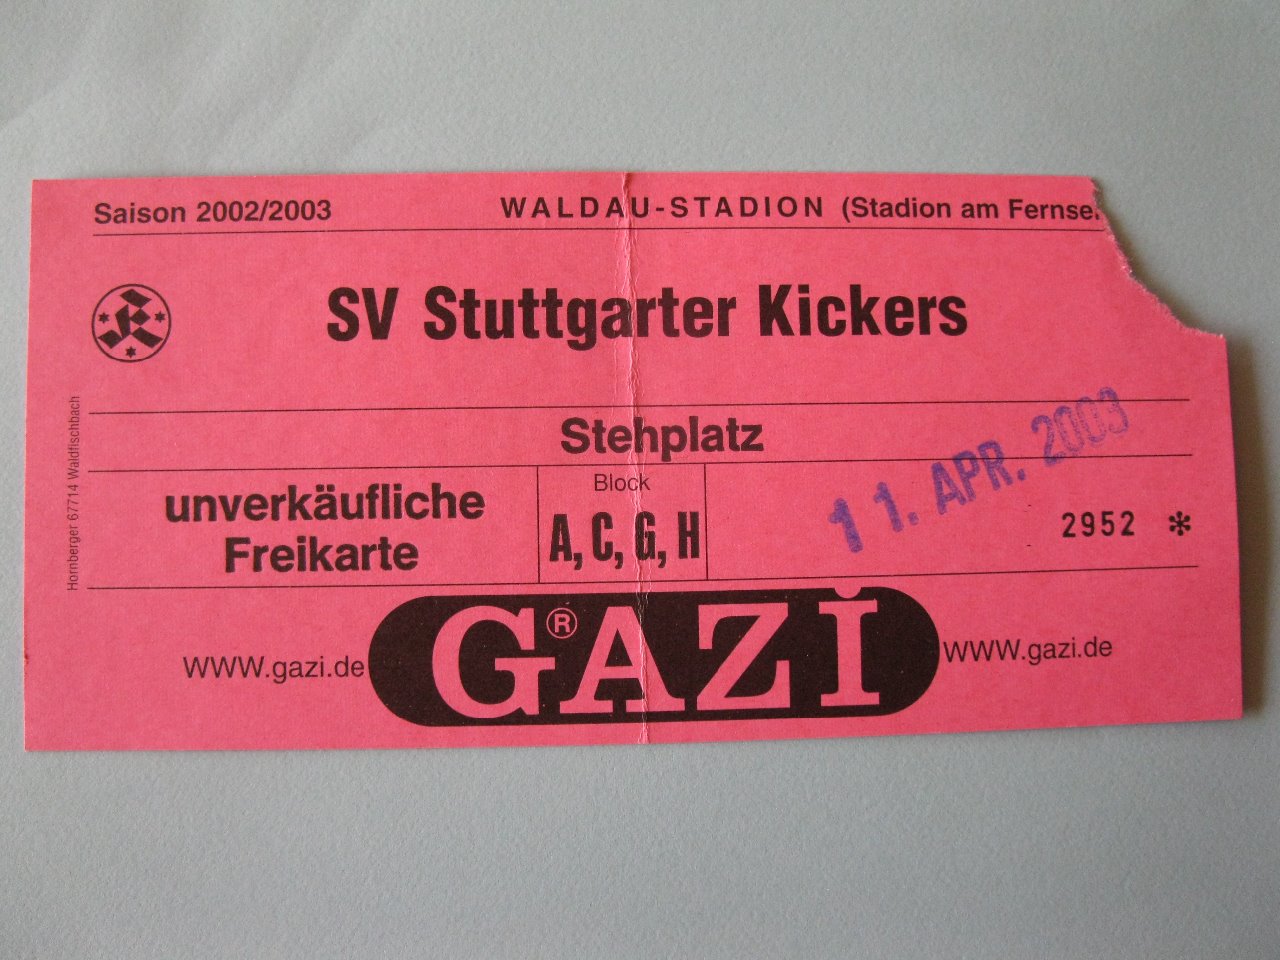 Saison 2002/2003
WALDAU-STADION (Stadion am
SV Stuttgarter Kickers
Stehplatz
unverkäufliche
Freikarte
Block
A, C, G, H
11. APR. 2003
2952 *
Hornberger 67714 Waldfischbach
www.gazi.de
GAZİ®
www.gazi.de